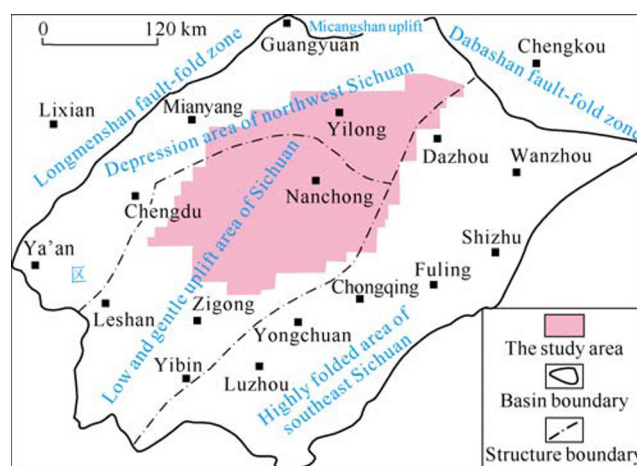 0
120 km
Micangshan uplift
Guangyuan
Chengkou
Longmenshan fault-fold zone
Dabashan fault-fold zone
Lixian
Mianyang
Depression area of northwest Sichuan
Yilong
Dazhou
Wanzhou
Nanchong
Chengdu
Ya'an
区
Low and gentle uplift area of Sichuan
Shizhu
Fuling
Chongqing
Leshan
Zigong
Yongchuan
Yibin
Luzhou
Highly folded area of
southeast Sichuan
The study area
Basin boundary
Structure boundary